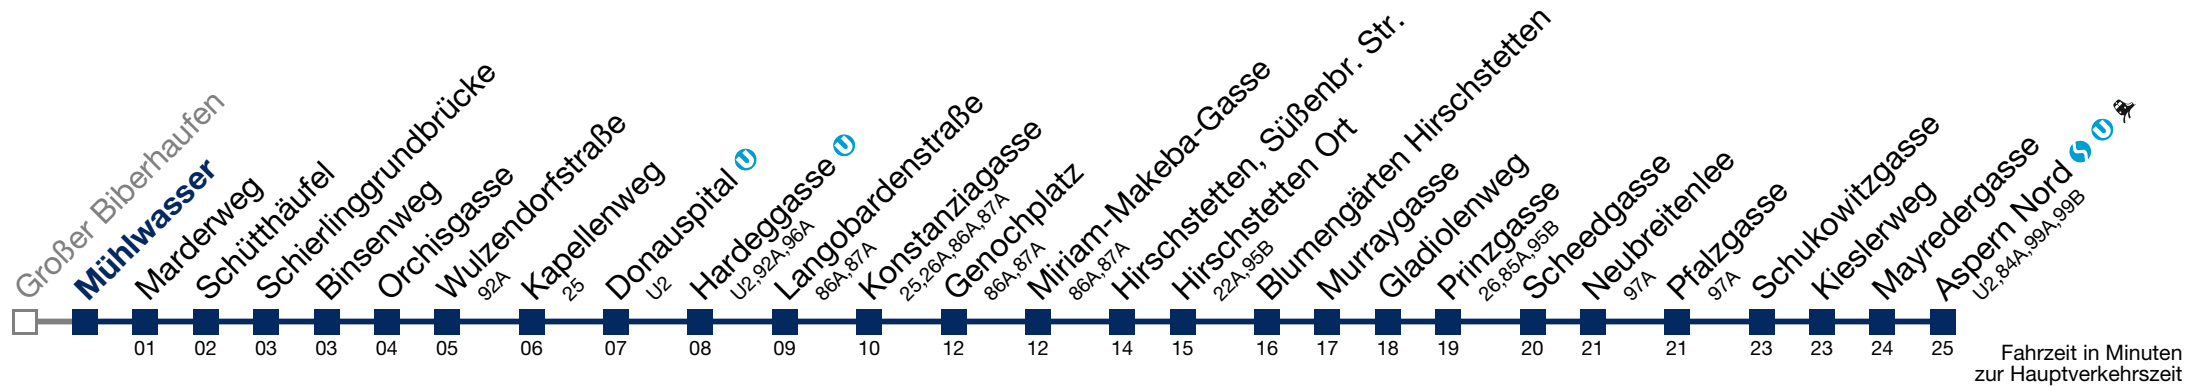 Großer Biberhaufen
Mühlwasser
Marderweg
Schütthäufel
Schierlinggrundbrücke
Binsenweg
Orchisgasse
Wulzendorfstraße
92A
Kapellenweg
25
Donauspital U
U2
Hardeggasse U
U2,92A,96A
Langobardenstraße
86A,87A
Konstanziagasse
25,26A,86A,87A
Genochplatz
86A,87A
Miriam-Makeba-Gasse
86A,87A
Hirschstetten, Süßenbr. Str.
Hirschstetten Ort
22A,95B
Blumengärten Hirschstetten
Murraygasse
Gladiolenweg
Prinzgasse
26,85A,95B
Scheedgasse
Neubreitenlee
97A
Pfalzgasse
97A
Schukowitzgasse
Kieslerweg
Mayredergasse
Aspern Nord S U
U2,84A,99A,99B
01 02 03 03 04 05 06 07 08 09 10 12 12 14 15 16 17 18 19 20 21 21 23 23 24 25
Fahrzeit in Minuten
zur Hauptverkehrszeit